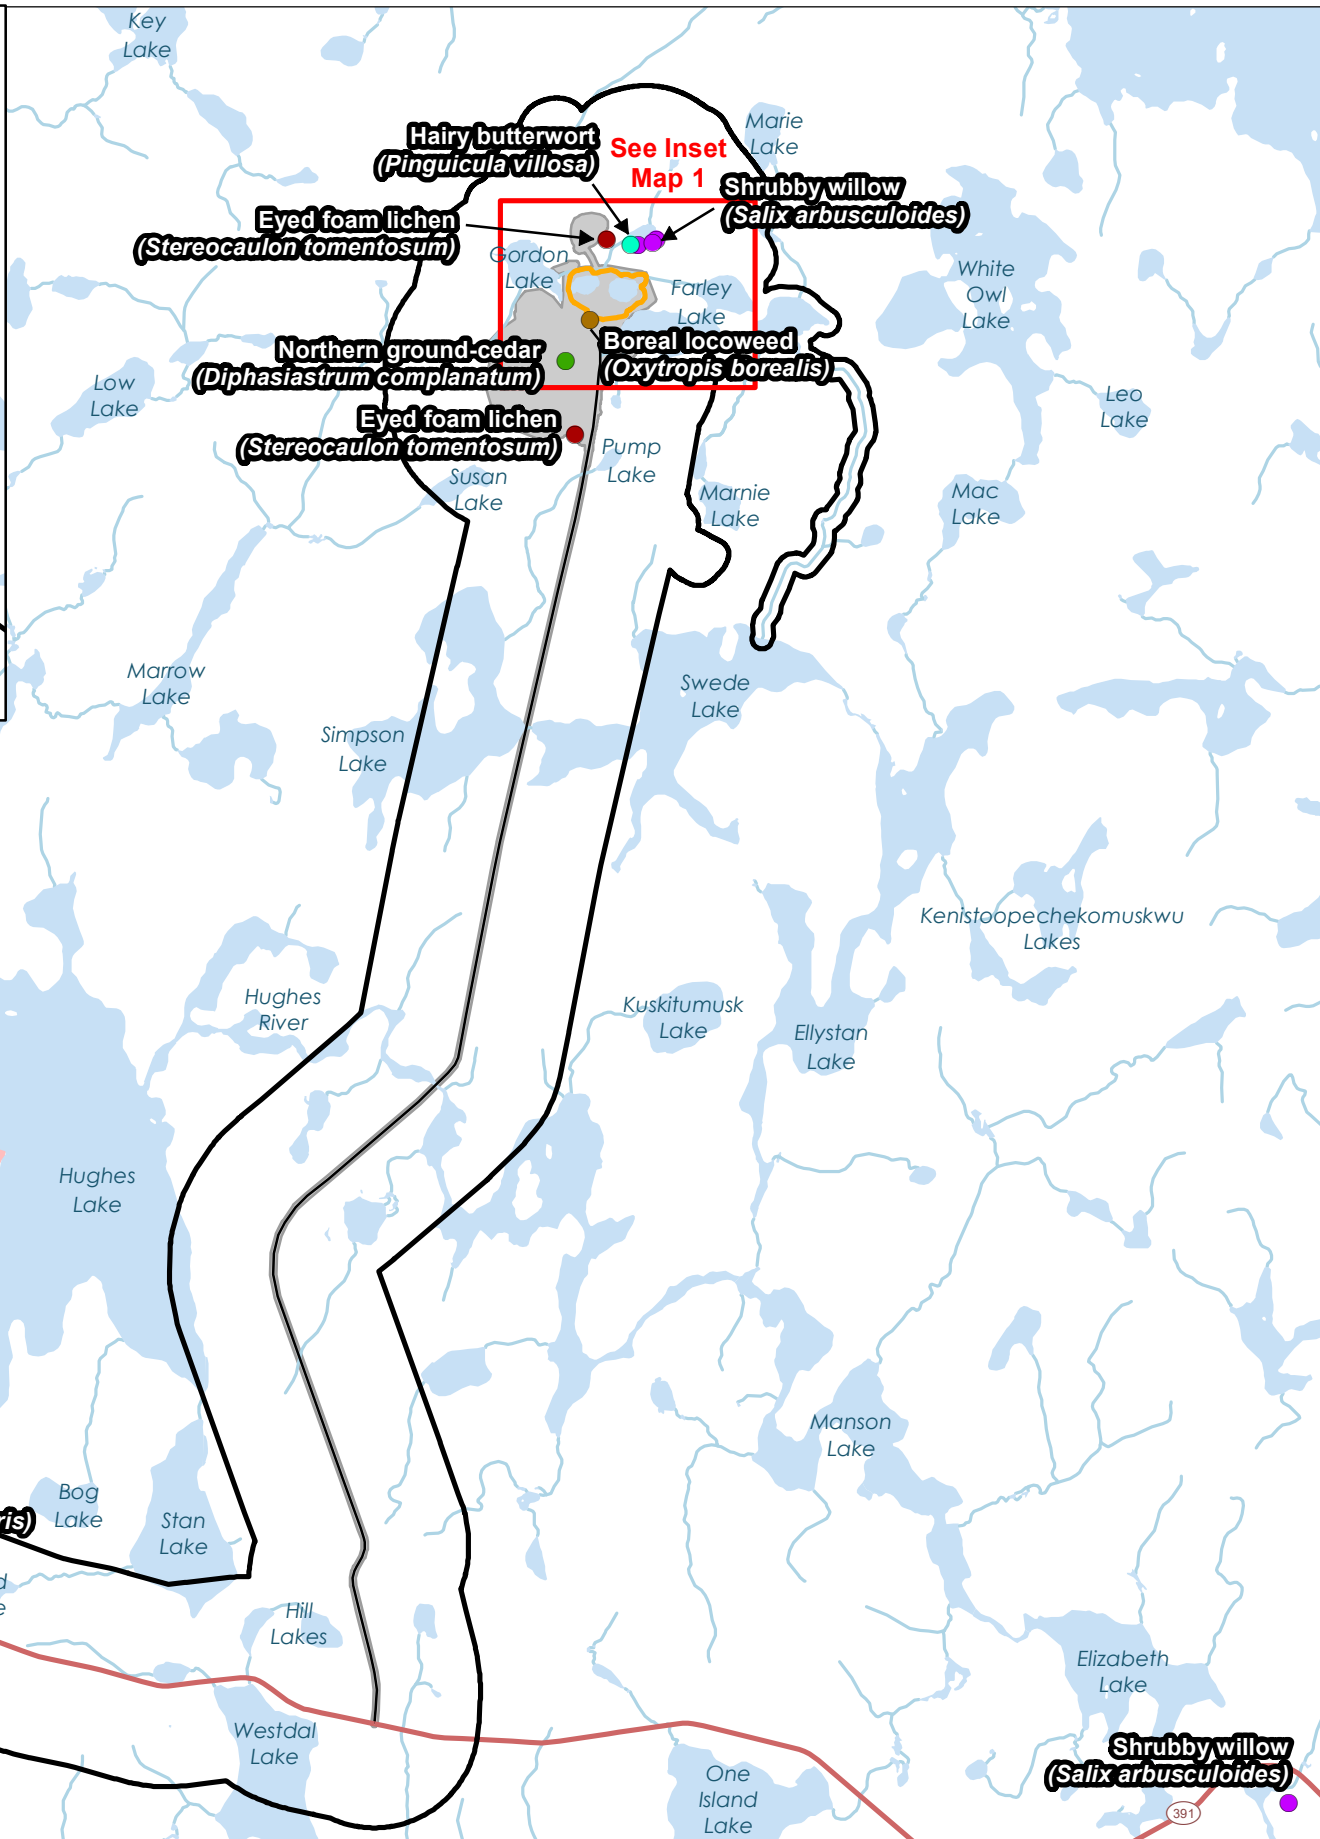 Key
Lake
Marie
Lake
Hairy butterwort
(Pinguicula villosa)
See Inset
Map 1
Shrubby willow
(Salix arbusculoides)
Eyed foam lichen
(Stereocaulon tomentosum)
Gordon
Lake
Farley
Lake
White
Owl
Lake
Northern ground-cedar
(Diphasiastrum complanatum)
Boreal locoweed
(Oxytropis borealis)
Low
Lake
Leo
Lake
Eyed foam lichen
(Stereocaulon tomentosum)
Pump
Lake
Susan
Lake
Marnie
Lake
Mac
Lake
Marrow
Lake
Swede
Lake
Simpson
Lake
Kenistoopechekomuskwu
Lakes
Hughes
River
Kuskitumusk
Lake
Ellystan
Lake
Hughes
Lake
Manson
Lake
Bog
Lake
Stan
Lake
ris)
d
e
Hill
Lakes
Elizabeth
Lake
Westdal
Lake
One
Island
Lake
Shrubby willow
(Salix arbusculoides)
391